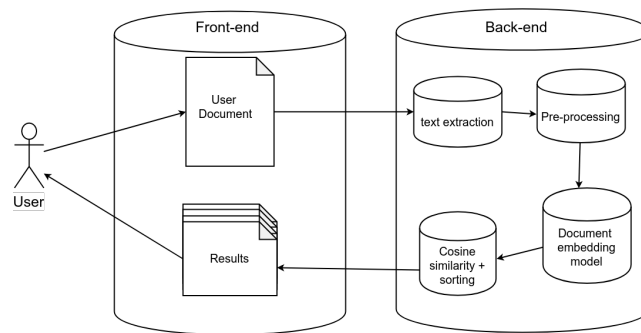 Front-end
Back-end
User
Document
text extraction
Pre-processing
User
Results
Cosine
similarity +
sorting
Document
embedding
model